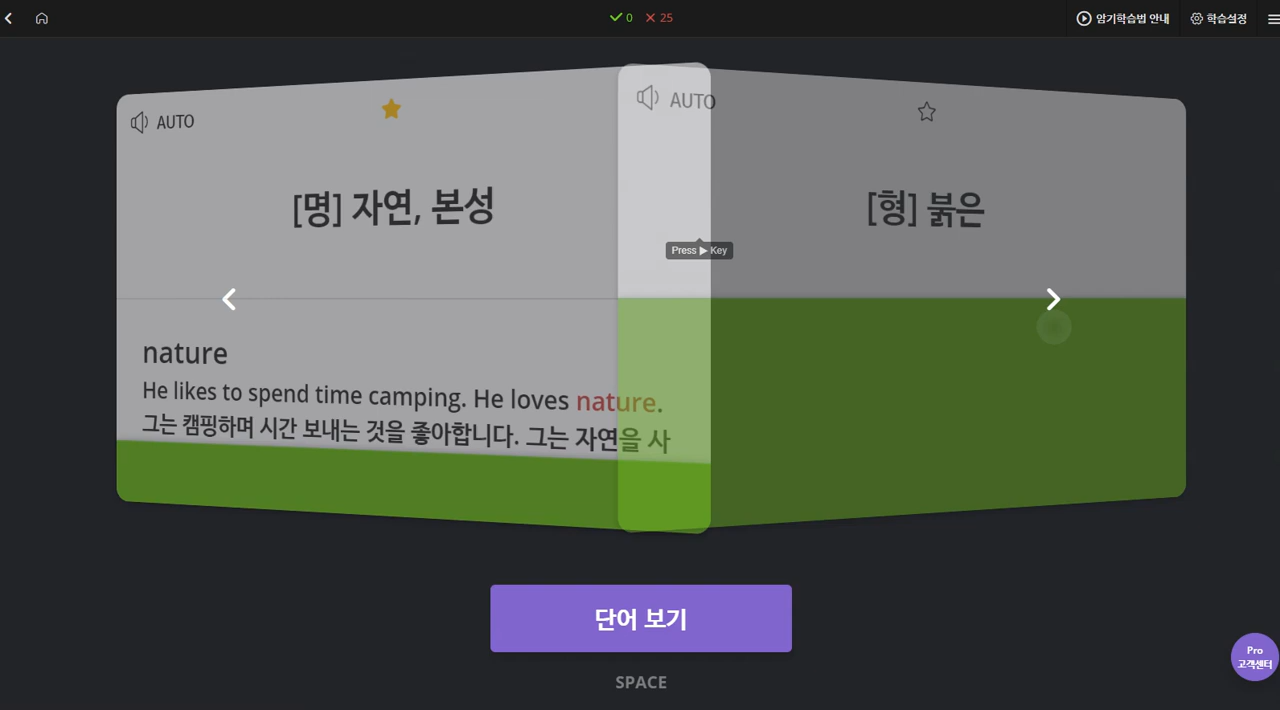 0 25
암기학습법 안내
학습설정
AUTO
[명] 자연, 본성
nature
He likes to spend time camping. He loves nature.
그는 캠핑하며 시간 보내는 것을 좋아합니다. 그는 자연을 사
AUTO
[형] 붉은
Press ▶ Key
단어 보기
SPACE
Pro
고객센터